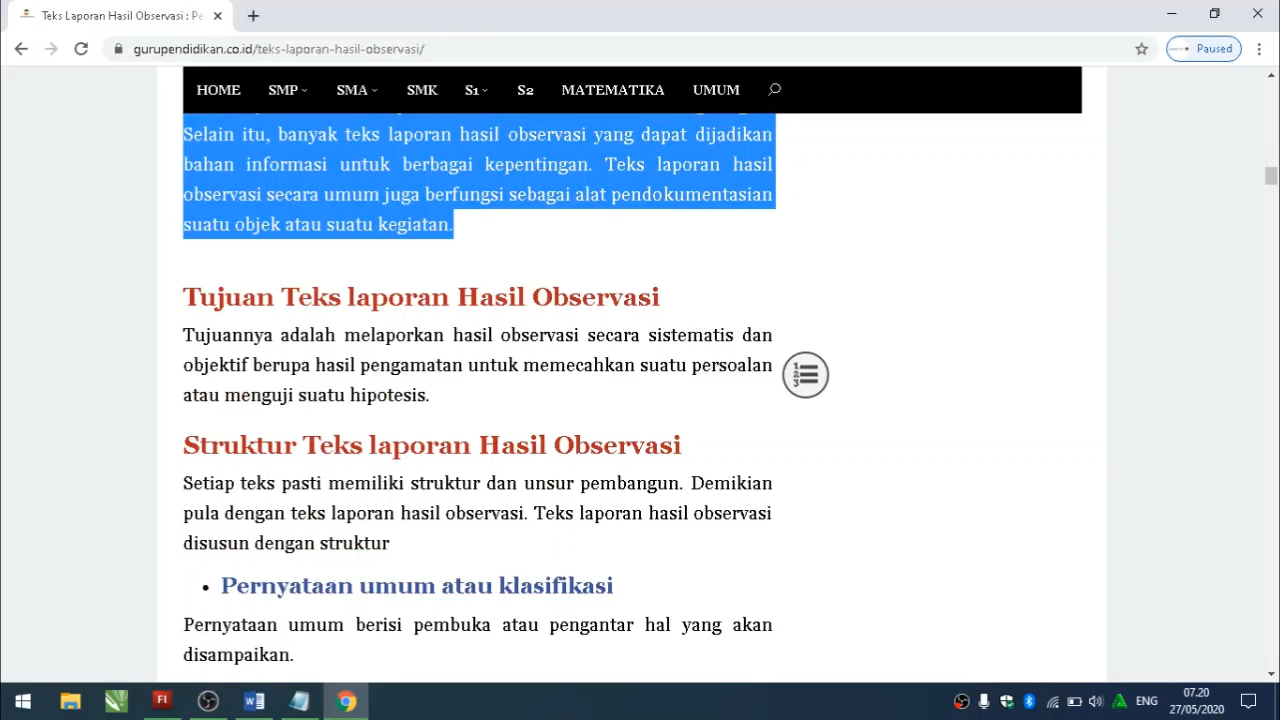 Teks Laporan Hasil Observasi : Pe
gurupendidikan.co.id/teks-laporan-hasil-observasi/
Paused
HOME SMP SMA SMK S1 S2 MATEMATIKA UMUM
Selain itu, banyak teks laporan hasil observasi yang dapat dijadikan
bahan informasi untuk berbagai kepentingan. Teks laporan hasil
observasi secara umum juga berfungsi sebagai alat pendokumentasian
suatu objek atau suatu kegiatan.
Tujuan Teks laporan Hasil Observasi
Tujuannya adalah melaporkan hasil observasi secara sistematis dan
objektif berupa hasil pengamatan untuk memecahkan suatu persoalan
atau menguji suatu hipotesis.
Struktur Teks laporan Hasil Observasi
Setiap teks pasti memiliki struktur dan unsur pembangun. Demikian
pula dengan teks laporan hasil observasi. Teks laporan hasil observasi
disusun dengan struktur
• Pernyataan umum atau klasifikasi
Pernyataan umum berisi pembuka atau pengantar hal yang akan
disampaikan.
ENG
07.20
27/05/2020